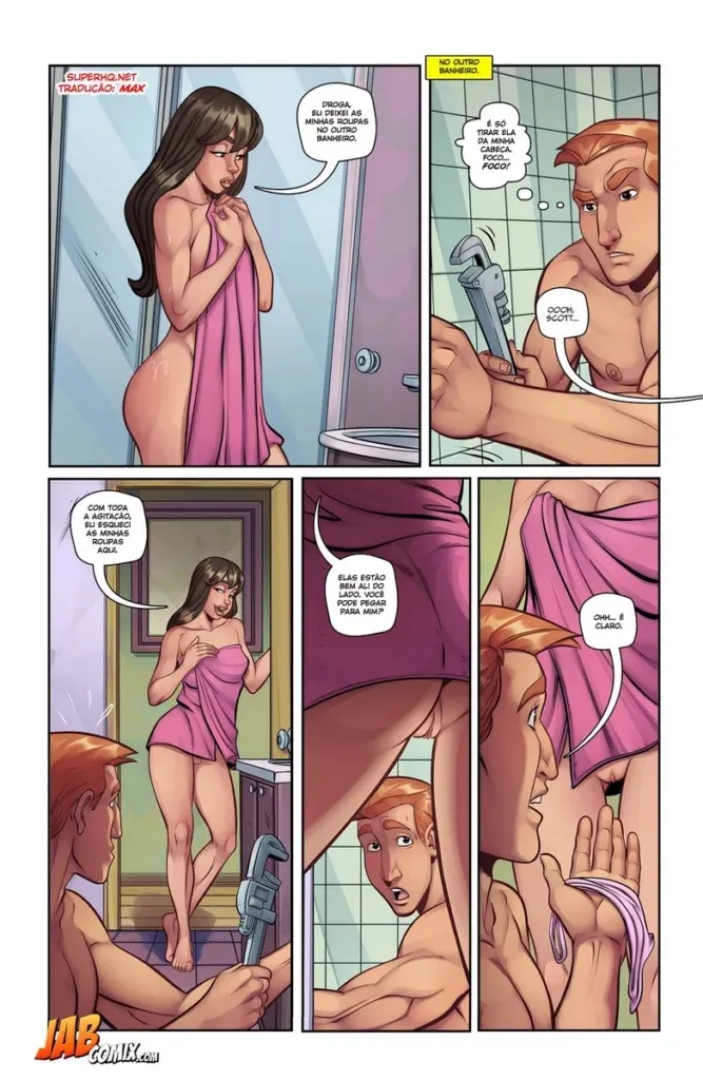 SUPERHQ.NET
TRADUÇÃO: MAX
DROGA,
EU DEIXEI AS
MINHAS ROUPAS
NO OUTRO
BANHEIRO.
NO OUTRO
BANHEIRO.
É SÓ
TIRAR ELA
DA MINHA
CABEÇA.
FOCO...
FOCO!
OOOH,
SCOTT...
COM TODA
A AGITAÇÃO,
EU ESQUECI
AS MINHAS
ROUPAS
AQUI.
ELAS ESTÃO
BEM ALI DO
LADO. VOCÊ
PODE PEGAR
PARA MIM?
OHH... É
CLARO.
JAB
COMIX.COM